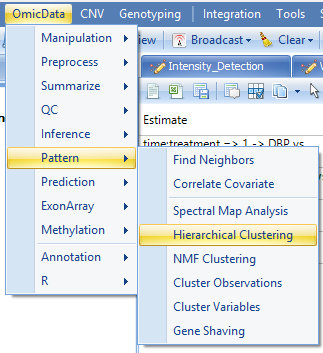 OmicData CNV Genotyping Integration Tools
Manipulation view Broadcast Clear
Preprocess Intensity_Detection
Summarize
QC Estimate
Inference time:treatment => 1 -> DBP vs
Pattern Find Neighbors
Prediction Correlate Covariate
ExonArray Spectral Map Analysis
Methylation Hierarchical Clustering
Annotation NMF Clustering
R Cluster Observations
Cluster Variables
Gene Shaving